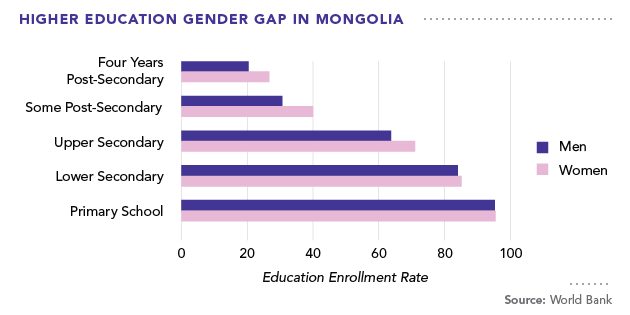 HIGHER EDUCATION GENDER GAP IN MONGOLIA
Four Years
Post-Secondary
Some Post-Secondary
Upper Secondary
Lower Secondary
Primary School
Men
Women
0 20 40 60 80 100
Education Enrollment Rate
Source: World Bank